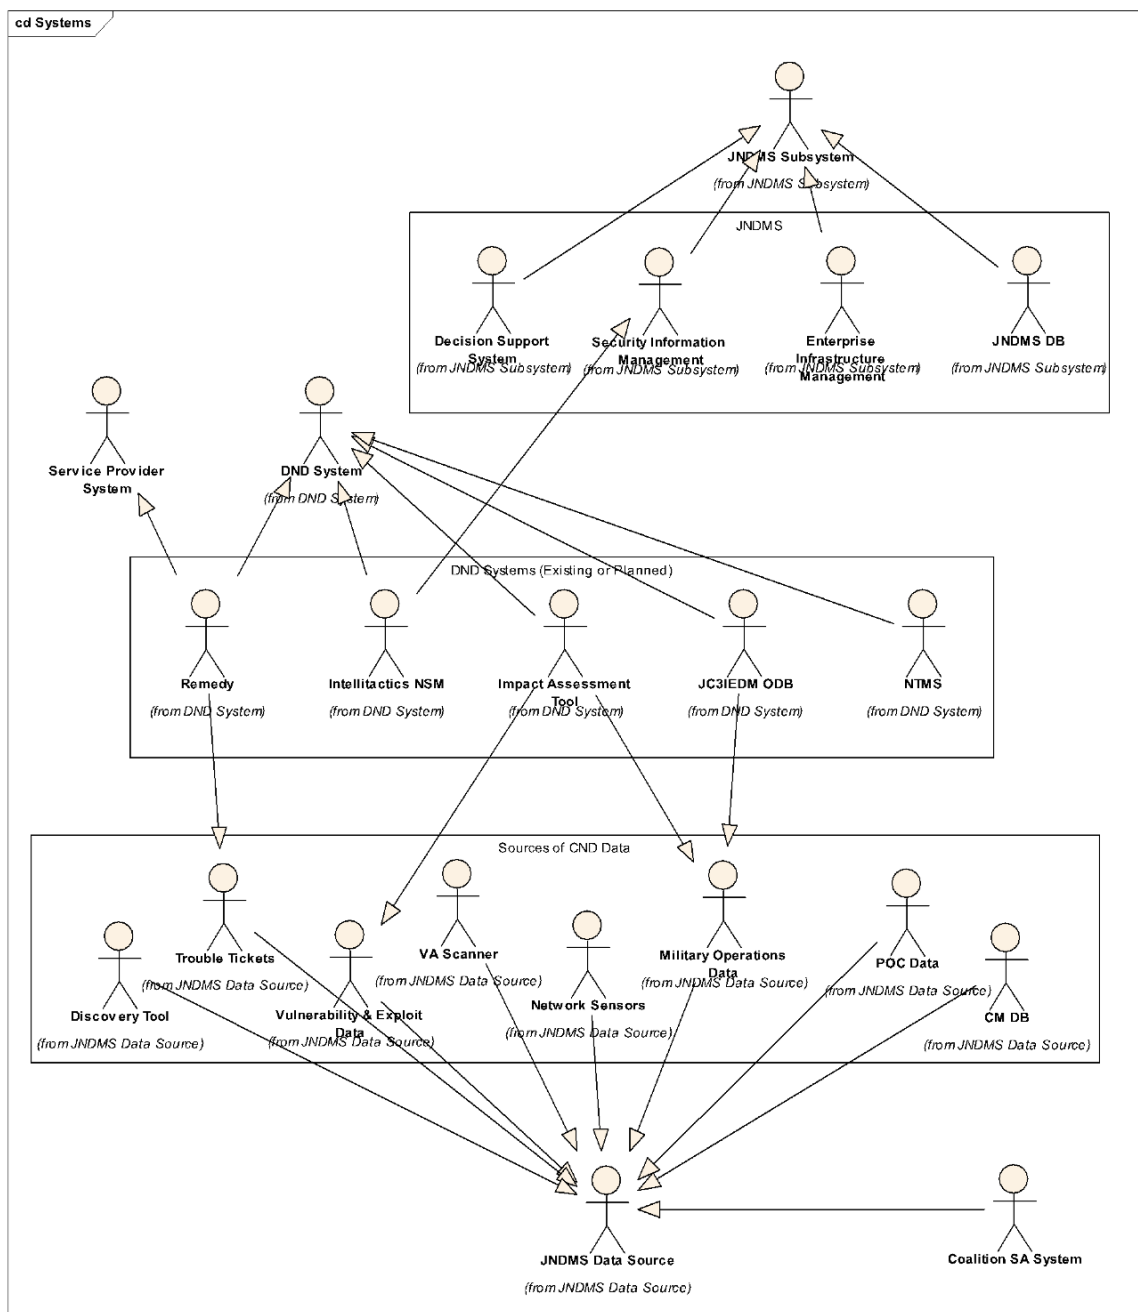 cd Systems
JNDMS Subsystem
(from JNDMS Subsystem)
JNDMS
Decision Support
System
(from JNDMS Subsystem)
Security Information
Management
(from JNDMS Subsystem)
Enterprise
Infrastructure
Management
(from JNDMS Subsystem)
JNDMS DB
(from JNDMS Subsystem)
Service Provider
System
DND System
(from DND System)
DND Systems (Existing or Planned)
Remedy
(from DND System)
Intellitactics NSM
(from DND System)
Impact Assessment
Tool
(from DND System)
JC3IEDM ODB
(from DND System)
NTMS
(from DND System)
Sources of CND Data
Discovery Tool
(from JNDMS Data Source)
Trouble Tickets
(from JNDMS Data Source)
Vulnerability & Exploit
Data
(from JNDMS Data Source)
VA Scanner
(from JNDMS Data Source)
Network Sensors
(from JNDMS Data Source)
Military Operations
Data
(from JNDMS Data Source)
POC Data
(from JNDMS Data Source)
CM DB
(from JNDMS Data Source)
JNDMS Data Source
(from JNDMS Data Source)
Coalition SA System